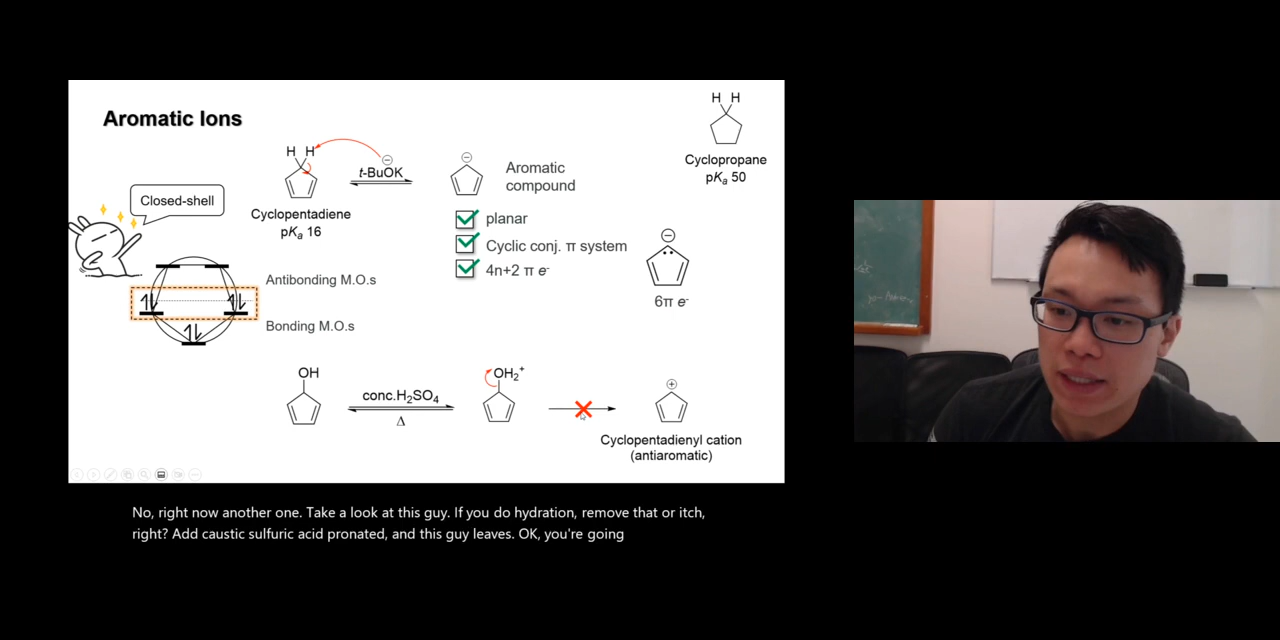 Aromatic Ions
H H
Cyclopropane
pKa 50
H H
t-BuOK
Aromatic
compound
Closed-shell
Cyclopentadiene
pKa 16
planar
Cyclic conj. π system
4n+2 π e-
6π e-
Antibonding M.O.s
Bonding M.O.s
OH
conc.H2SO4
Δ
OH2+
Cyclopentadienyl cation
(antiaromatic)
No, right now another one. Take a look at this guy. If you do hydration, remove that or itch,
right? Add caustic sulfuric acid pronated, and this guy leaves. OK, you're going